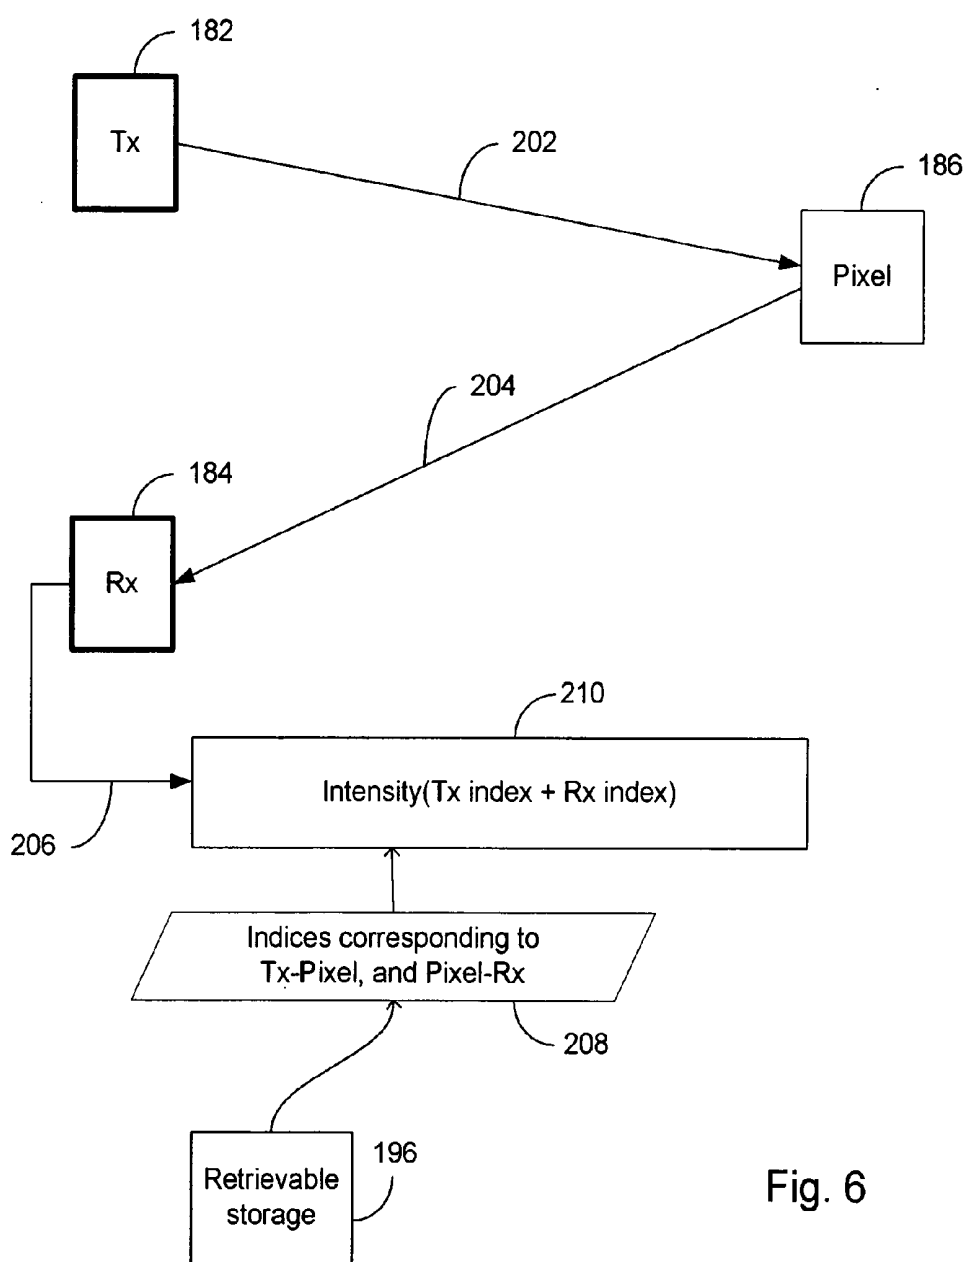 182
Tx
202
186
Pixel
204
184
Rx
210
Intensity(Tx index + Rx index)
206
Indices corresponding to
Tx-Pixel, and Pixel-Rx
208
196
Retrievable
storage
Fig. 6